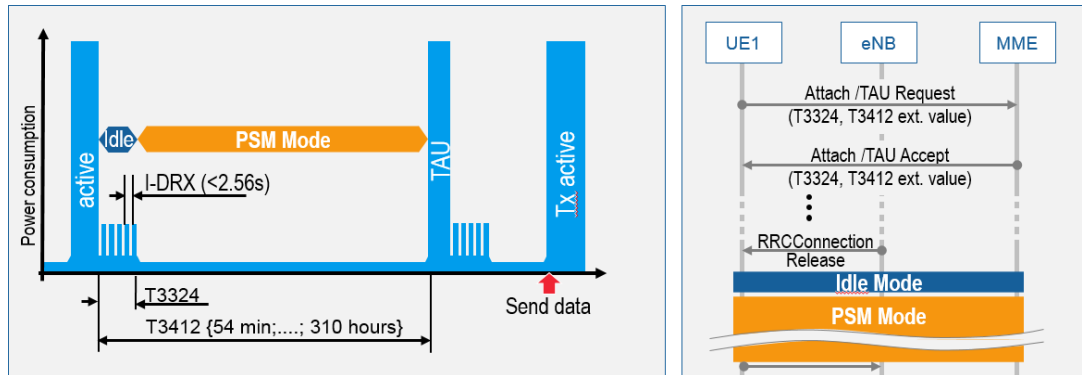 Power consumption
active
Idle
PSM Mode
I-DRX (<2.56s)
TAU
Tx active
T3324
Send data
T3412 {54 min;....; 310 hours}
UE1
eNB
MME
Attach /TAU Request
(T3324, T3412 ext. value)
Attach /TAU Accept
(T3324, T3412 ext. value)
RRCConnection
Release
Idle Mode
PSM Mode